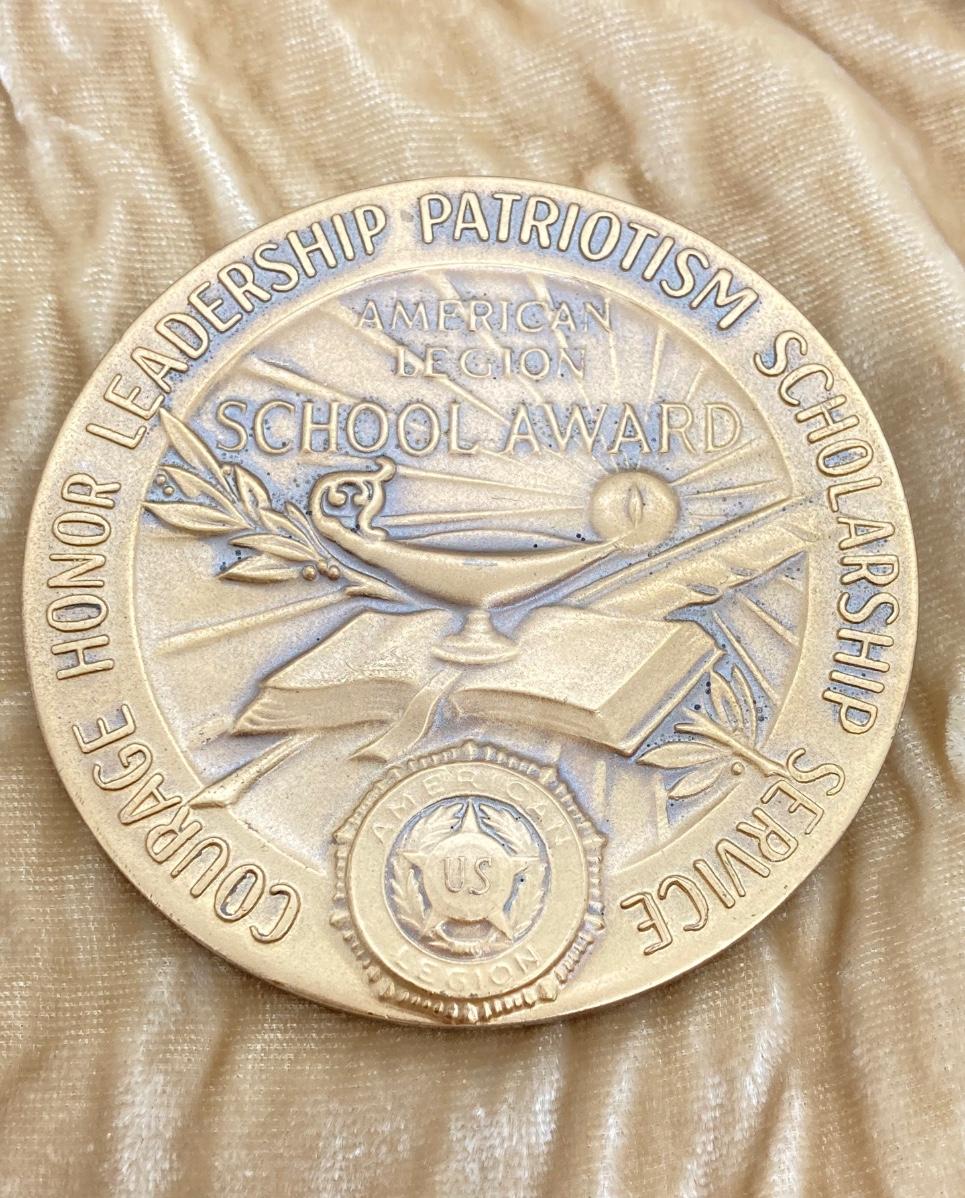 COURAGE HONOR LEADERSHIP PATRIOTISM SCHOLARSHIP SERVICE
AMERICAN
LEGION
SCHOOL AWARD
AMERICAN
US
LEGION